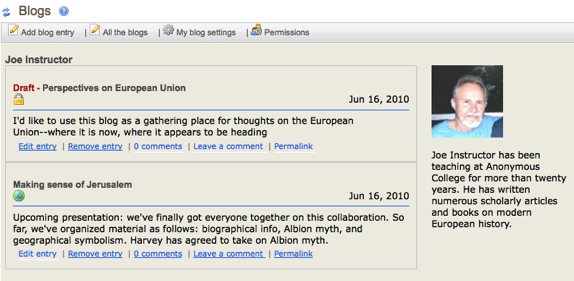 Blogs
Add blog entry | All the blogs | My blog settings | Permissions
Joe Instructor
Draft - Perspectives on European Union
Jun 16, 2010
I'd like to use this blog as a gathering place for thoughts on the European
Union--where it is now, where it appears to be heading
Edit entry | Remove entry | 0 comments | Leave a comment | Permalink
Making sense of Jerusalem
Jun 16, 2010
Upcoming presentation: we've finally got everyone together on this collaboration. So
far, we've organized material as follows: biographical info, Albion myth, and
geographical symbolism. Harvey has agreed to take on Albion myth.
Edit entry | Remove entry | 0 comments | Leave a comment | Permalink
Joe Instructor has been
teaching at Anonymous
College for more than twenty
years. He has written
numerous scholarly articles
and books on modern
European history.